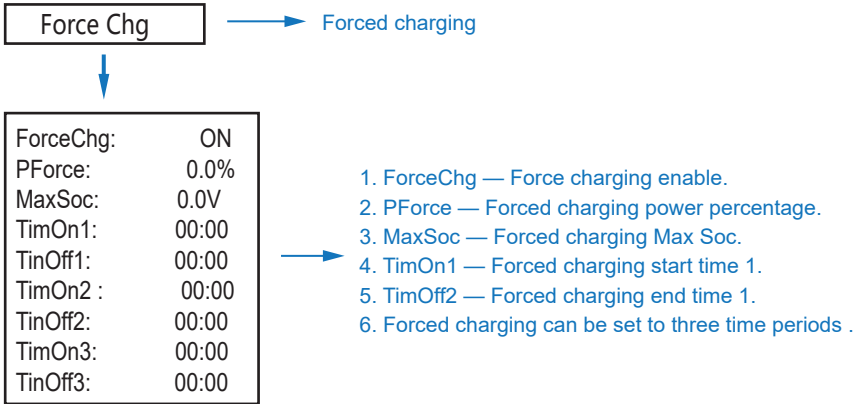 Force Chg
Forced charging
ForceChg: ON
PForce: 0.0%
MaxSoc: 0.0V
TimOn1: 00:00
TinOff1: 00:00
TimOn2 : 00:00
TinOff2: 00:00
TimOn3: 00:00
TinOff3: 00:00
1. ForceChg — Force charging enable.
2. PForce — Forced charging power percentage.
3. MaxSoc — Forced charging Max Soc.
4. TimOn1 — Forced charging start time 1.
5. TimOff2 — Forced charging end time 1.
6. Forced charging can be set to three time periods .